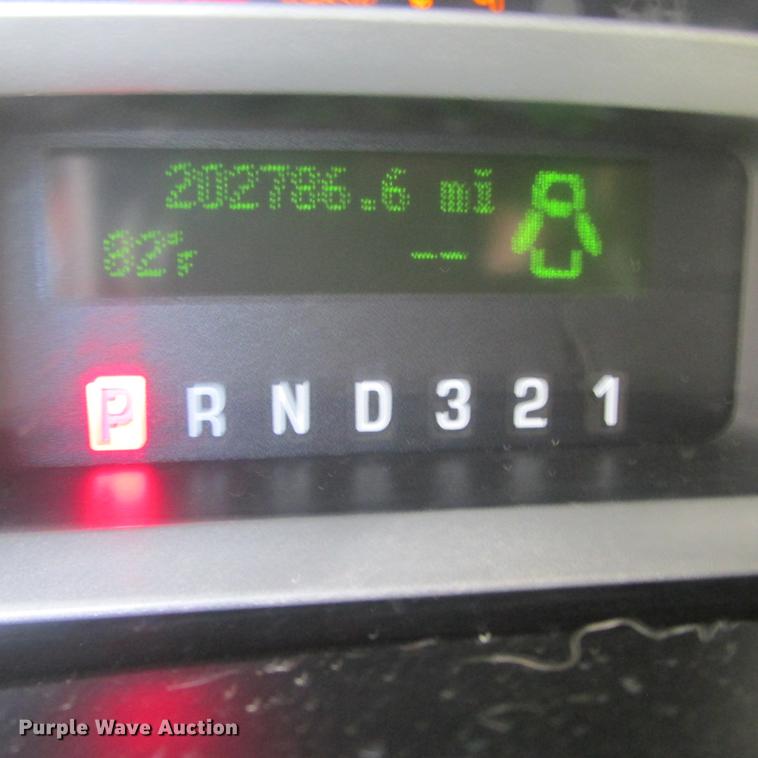 202786.6 mi
82°F --
P R N D 3 2 1
Purple Wave Auction